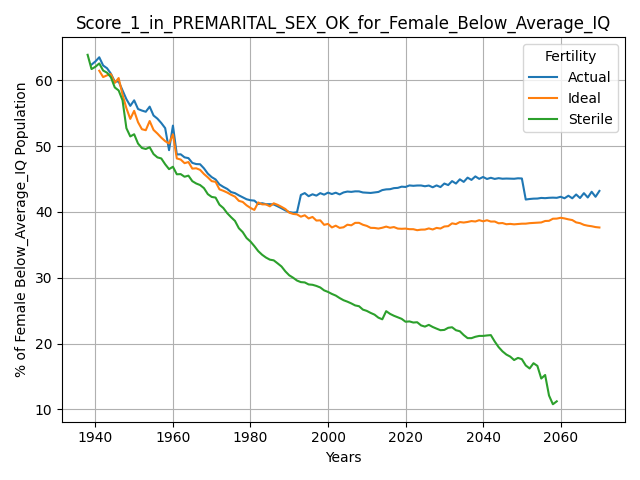 Score_1_in_PREMARITAL_SEX_OK_for_Female_Below_Average_IQ
% of Female Below_Average_IQ Population
60
50
40
30
20
10
Fertility
Actual
Ideal
Sterile
1940 1960 1980 2000 2020 2040 2060
Years